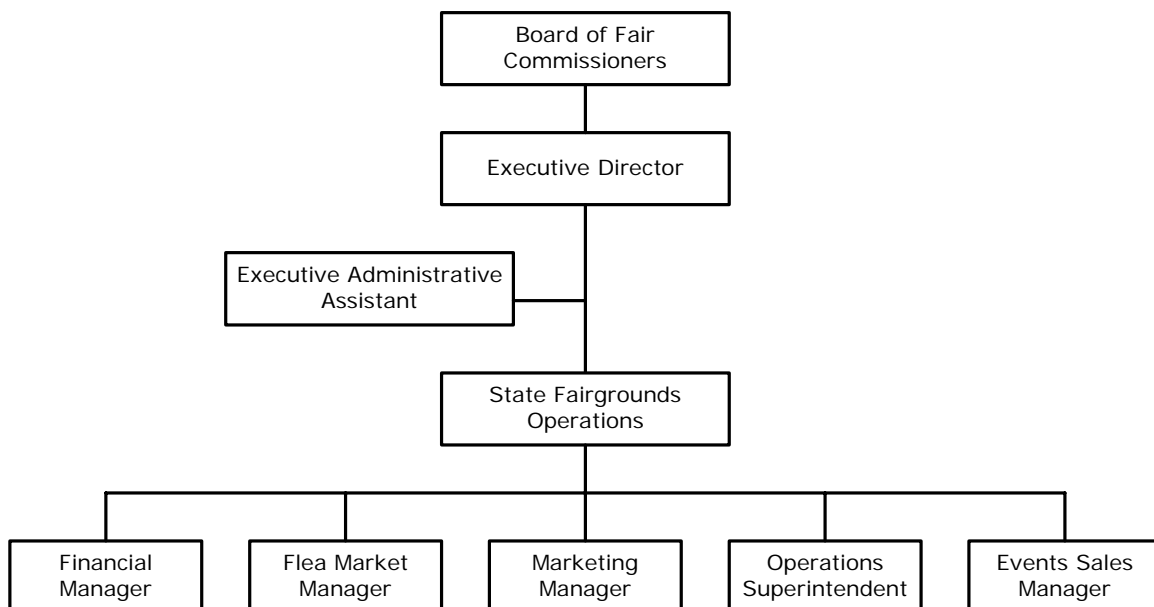 Board of Fair
Commissioners
Executive Director
Executive Administrative
Assistant
State Fairgrounds
Operations
Financial
Manager
Flea Market
Manager
Marketing
Manager
Operations
Superintendent
Events Sales
Manager